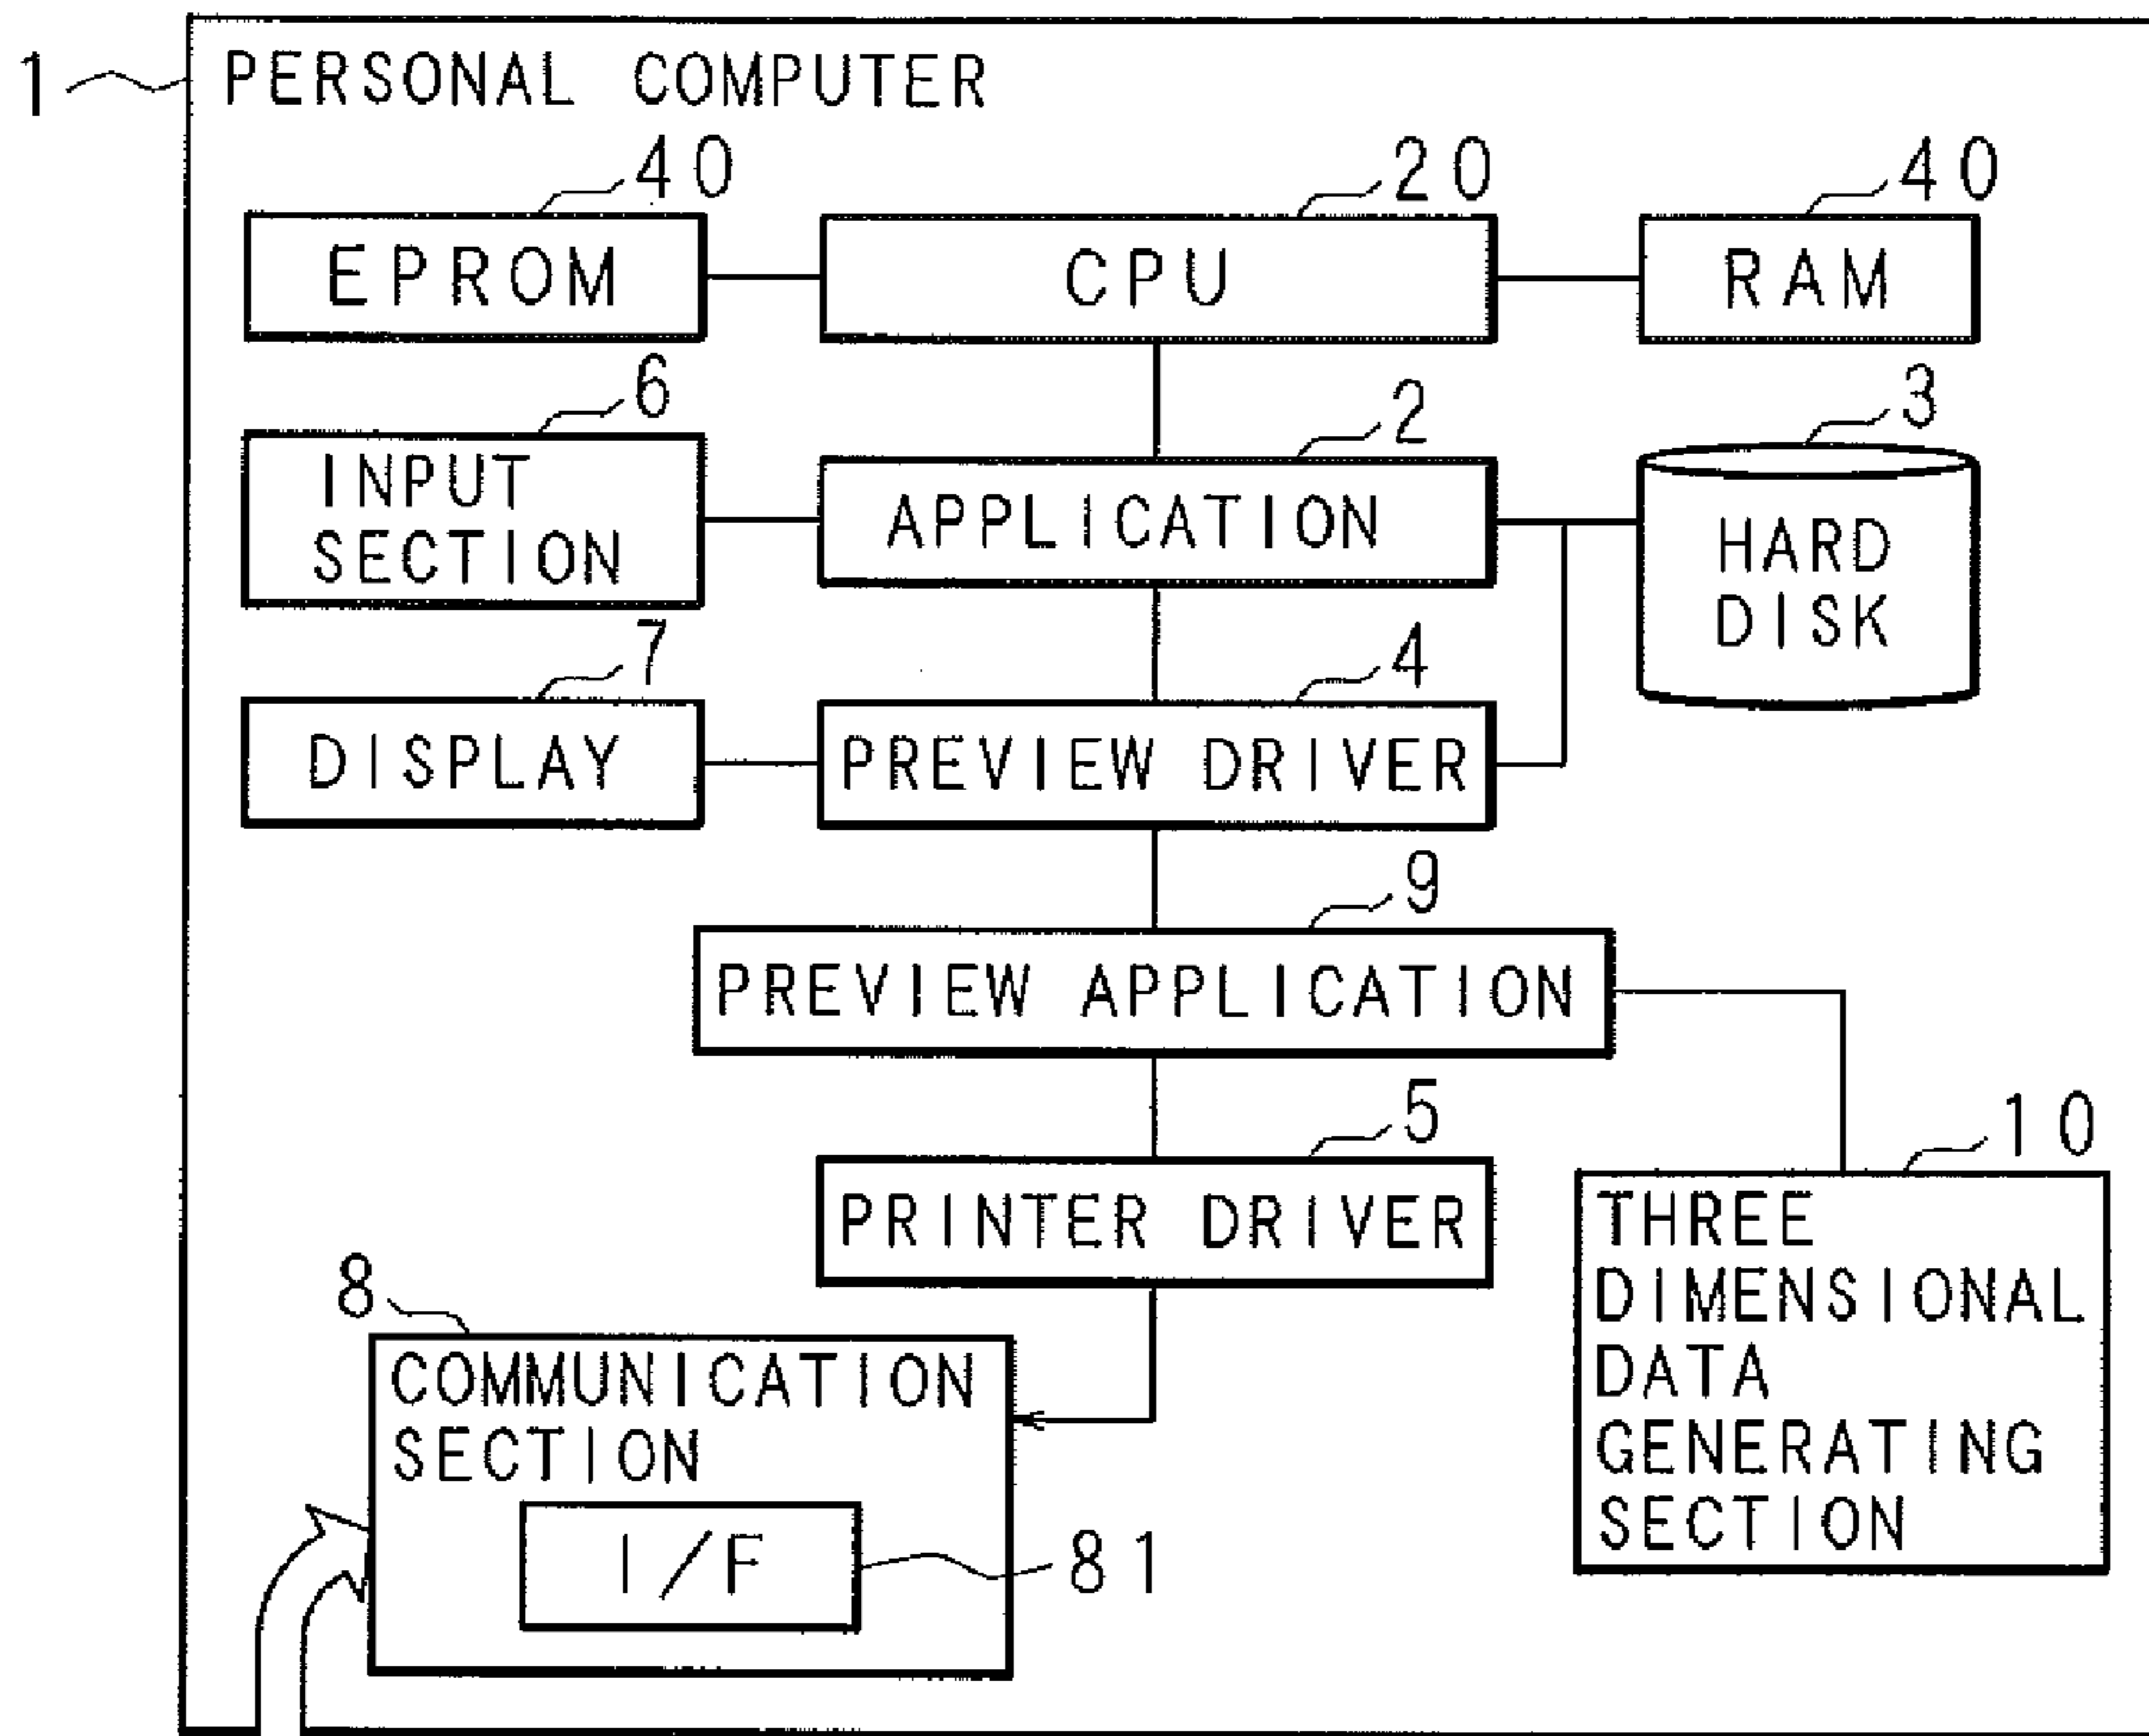 1 PERSONAL COMPUTER
40 20 40
EPROM CPU RAM
6 2 3
INPUT
SECTION
APPLICATION
HARD
DISK
7 4
DISPLAY PREVIEW DRIVER
9
PREVIEW APPLICATION
5
PRINTER DRIVER
10
THREE
DIMENSIONAL
DATA
GENERATING
SECTION
8
COMMUNICATION
SECTION
I/F 81